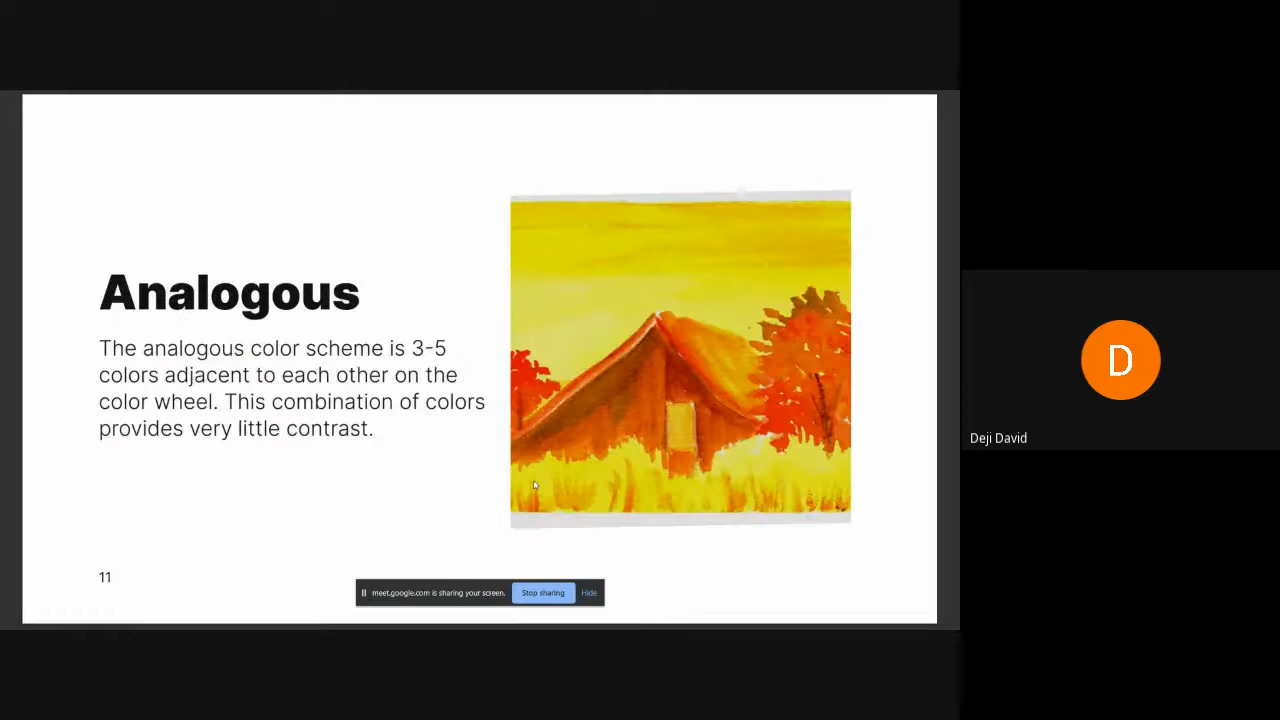 Analogous
The analogous color scheme is 3-5
colors adjacent to each other on the
color wheel. This combination of colors
provides very little contrast.
11
meet.google.com is sharing your screen. Stop sharing Hide
D
Deji David